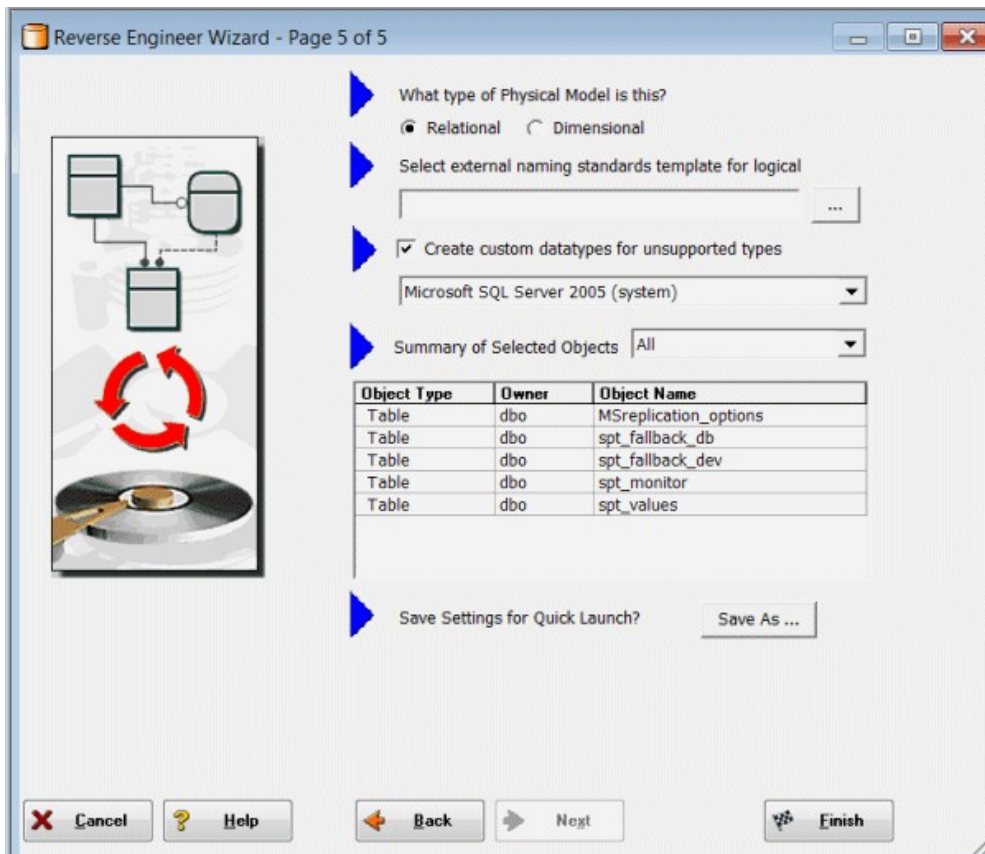 Reverse Engineer Wizard - Page 5 of 5
What type of Physical Model is this?
Relational Dimensional
Select external naming standards template for logical
...
Create custom datatypes for unsupported types
Microsoft SQL Server 2005 (system)
Summary of Selected Objects All
Object Type Owner Object Name
Table dbo MSreplication_options
Table dbo spt_fallback_db
Table dbo spt_fallback_dev
Table dbo spt_monitor
Table dbo spt_values
Save Settings for Quick Launch? Save As ...
Cancel Help Back Next Finish